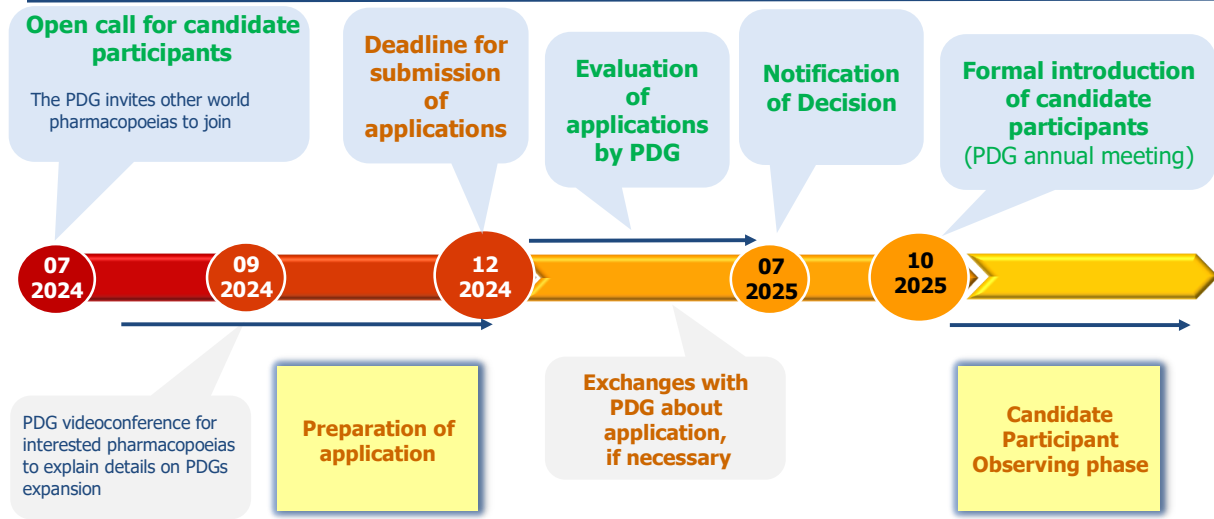 Open call for candidate
participants
The PDG invites other world
pharmacopoeias to join
Deadline for
submission
of
applications
Evaluation
of
applications
by PDG
Notification
of Decision
Formal introduction
of candidate
participants
(PDG annual meeting)
07
2024
09
2024
12
2024
07
2025
10
2025
PDG videoconference for
interested pharmacopoeias
to explain details on PDGs
expansion
Preparation of
application
Exchanges with
PDG about
application,
if necessary
Candidate
Participant
Observing phase